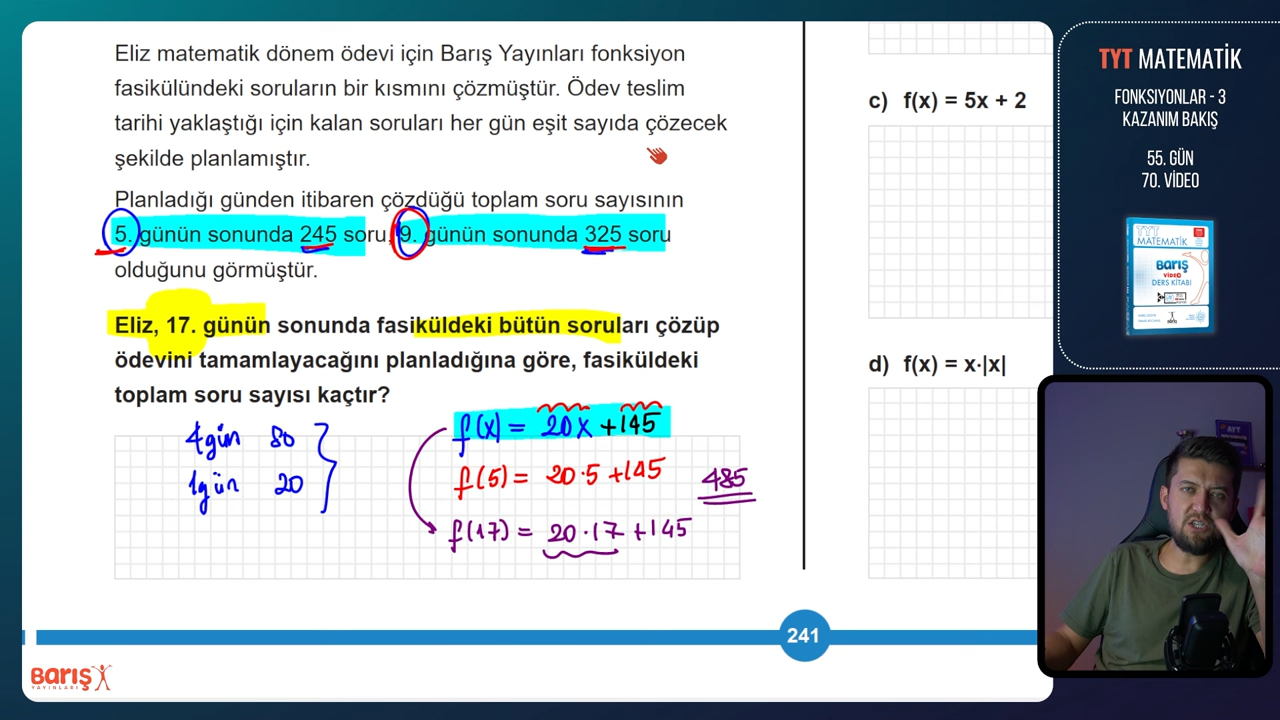 Eliz matematik dönem ödevi için Barış Yayınları fonksiyon
fasikülündeki soruların bir kısmını çözmüştür. Ödev teslim
tarihi yaklaştığı için kalan soruları her gün eşit sayıda çözecek
şekilde planlamıştır.
Planladığı günden itibaren çözdüğü toplam soru sayısının
5. günün sonunda 245 soru, 9. günün sonunda 325 soru
olduğunu görmüştür.
Eliz, 17. günün sonunda fasiküldeki bütün soruları çözüp
ödevini tamamlayacağını planladığına göre, fasiküldeki
toplam soru sayısı kaçtır?
4gün 80
1gün 20
f(x) = 20x +145
f(5) = 20·5 +145
485
f(17) = 20·17 +145
c) f(x) = 5x + 2
d) f(x) = x·|x|
241
Barış
YAYINLARI
TYT MATEMATİK
FONKSIYONLAR - 3
KAZANIM BAKIŞ
55. GÜN
70. VİDEO
TYT
MATEMATİK
Barış
VİDEO
DERS KİTABI
AYT